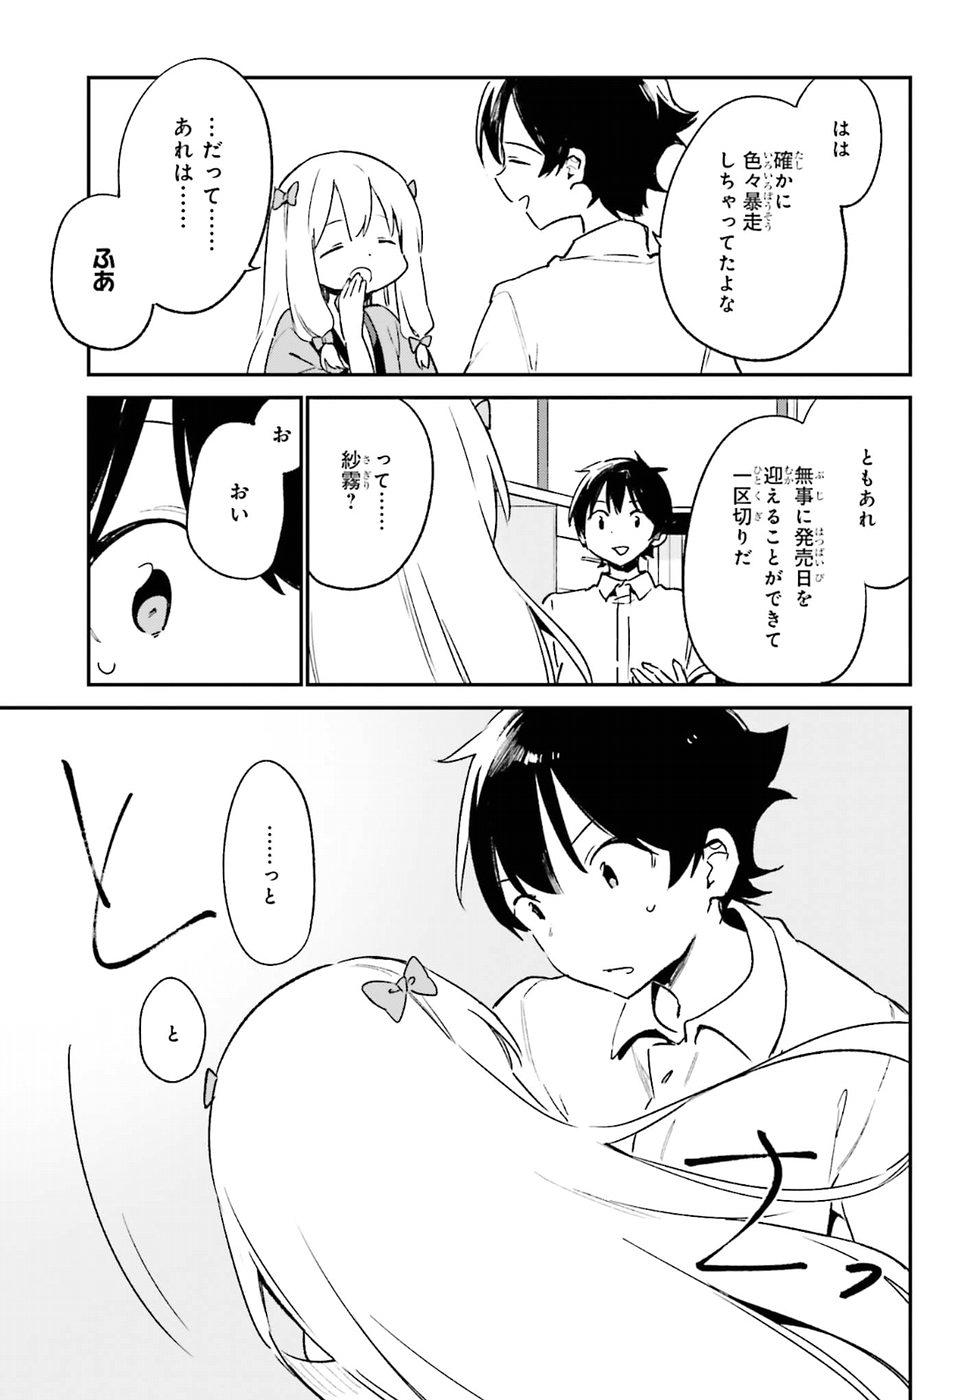 はは
確かに
色々暴走
しちゃってたよな
…だって……
あれは……
ふあ
ともあれ
無事に発売日を
迎えることができて
一区切りだ
って……
紗霧？
お
おい
……っと
と
とさっ